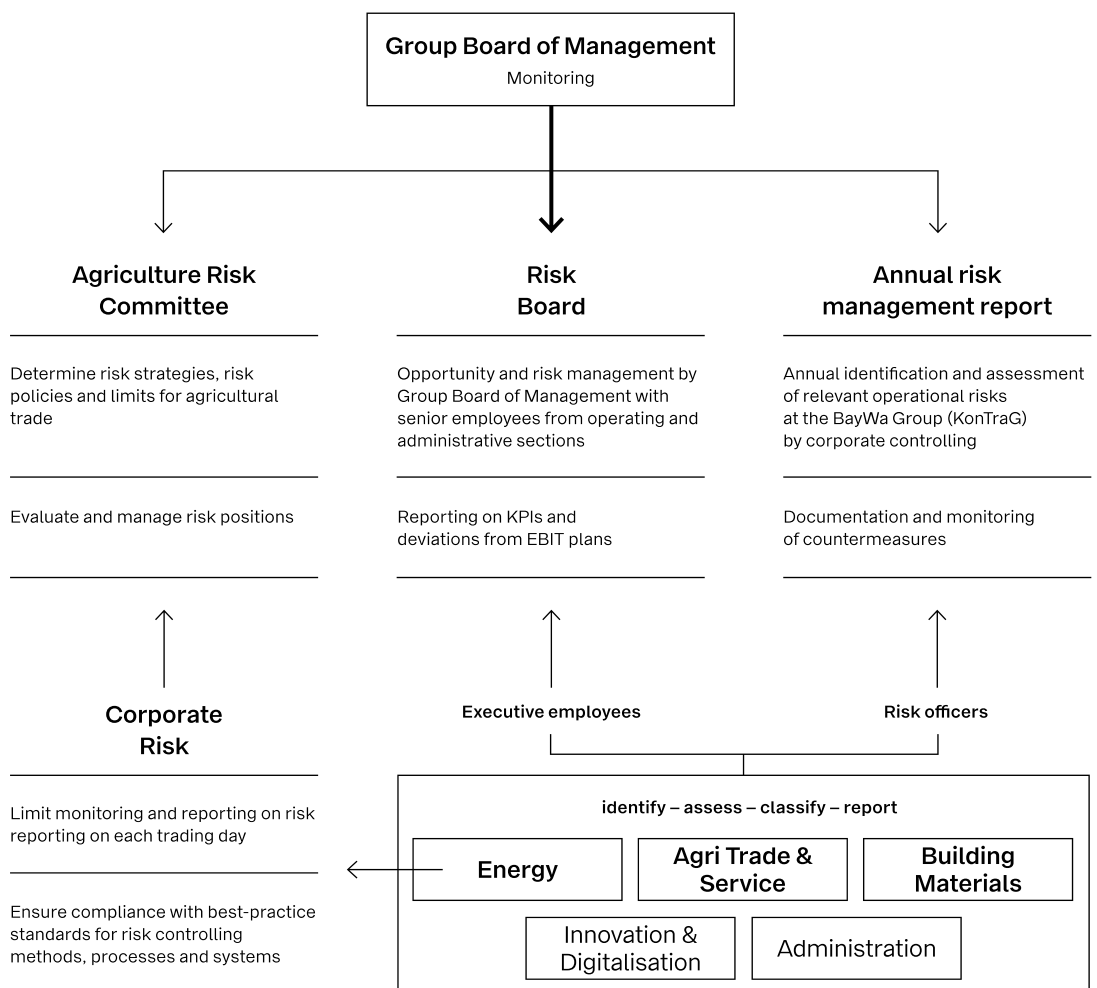 Group Board of Management
Monitoring
Agriculture Risk
Committee
Determine risk strategies, risk
policies and limits for agricultural
trade
Evaluate and manage risk positions
Risk
Board
Opportunity and risk management by
Group Board of Management with
senior employees from operating and
administrative sections
Reporting on KPIs and
deviations from EBIT plans
Annual risk
management report
Annual identification and assessment
of relevant operational risks
at the BayWa Group (KonTraG)
by corporate controlling
Documentation and monitoring
of countermeasures
Corporate
Risk
Limit monitoring and reporting on risk
reporting on each trading day
Ensure compliance with best-practice
standards for risk controlling
methods, processes and systems
Executive employees
Risk officers
identify – assess – classify – report
Energy
Agri Trade &
Service
Building
Materials
Innovation &
Digitalisation
Administration